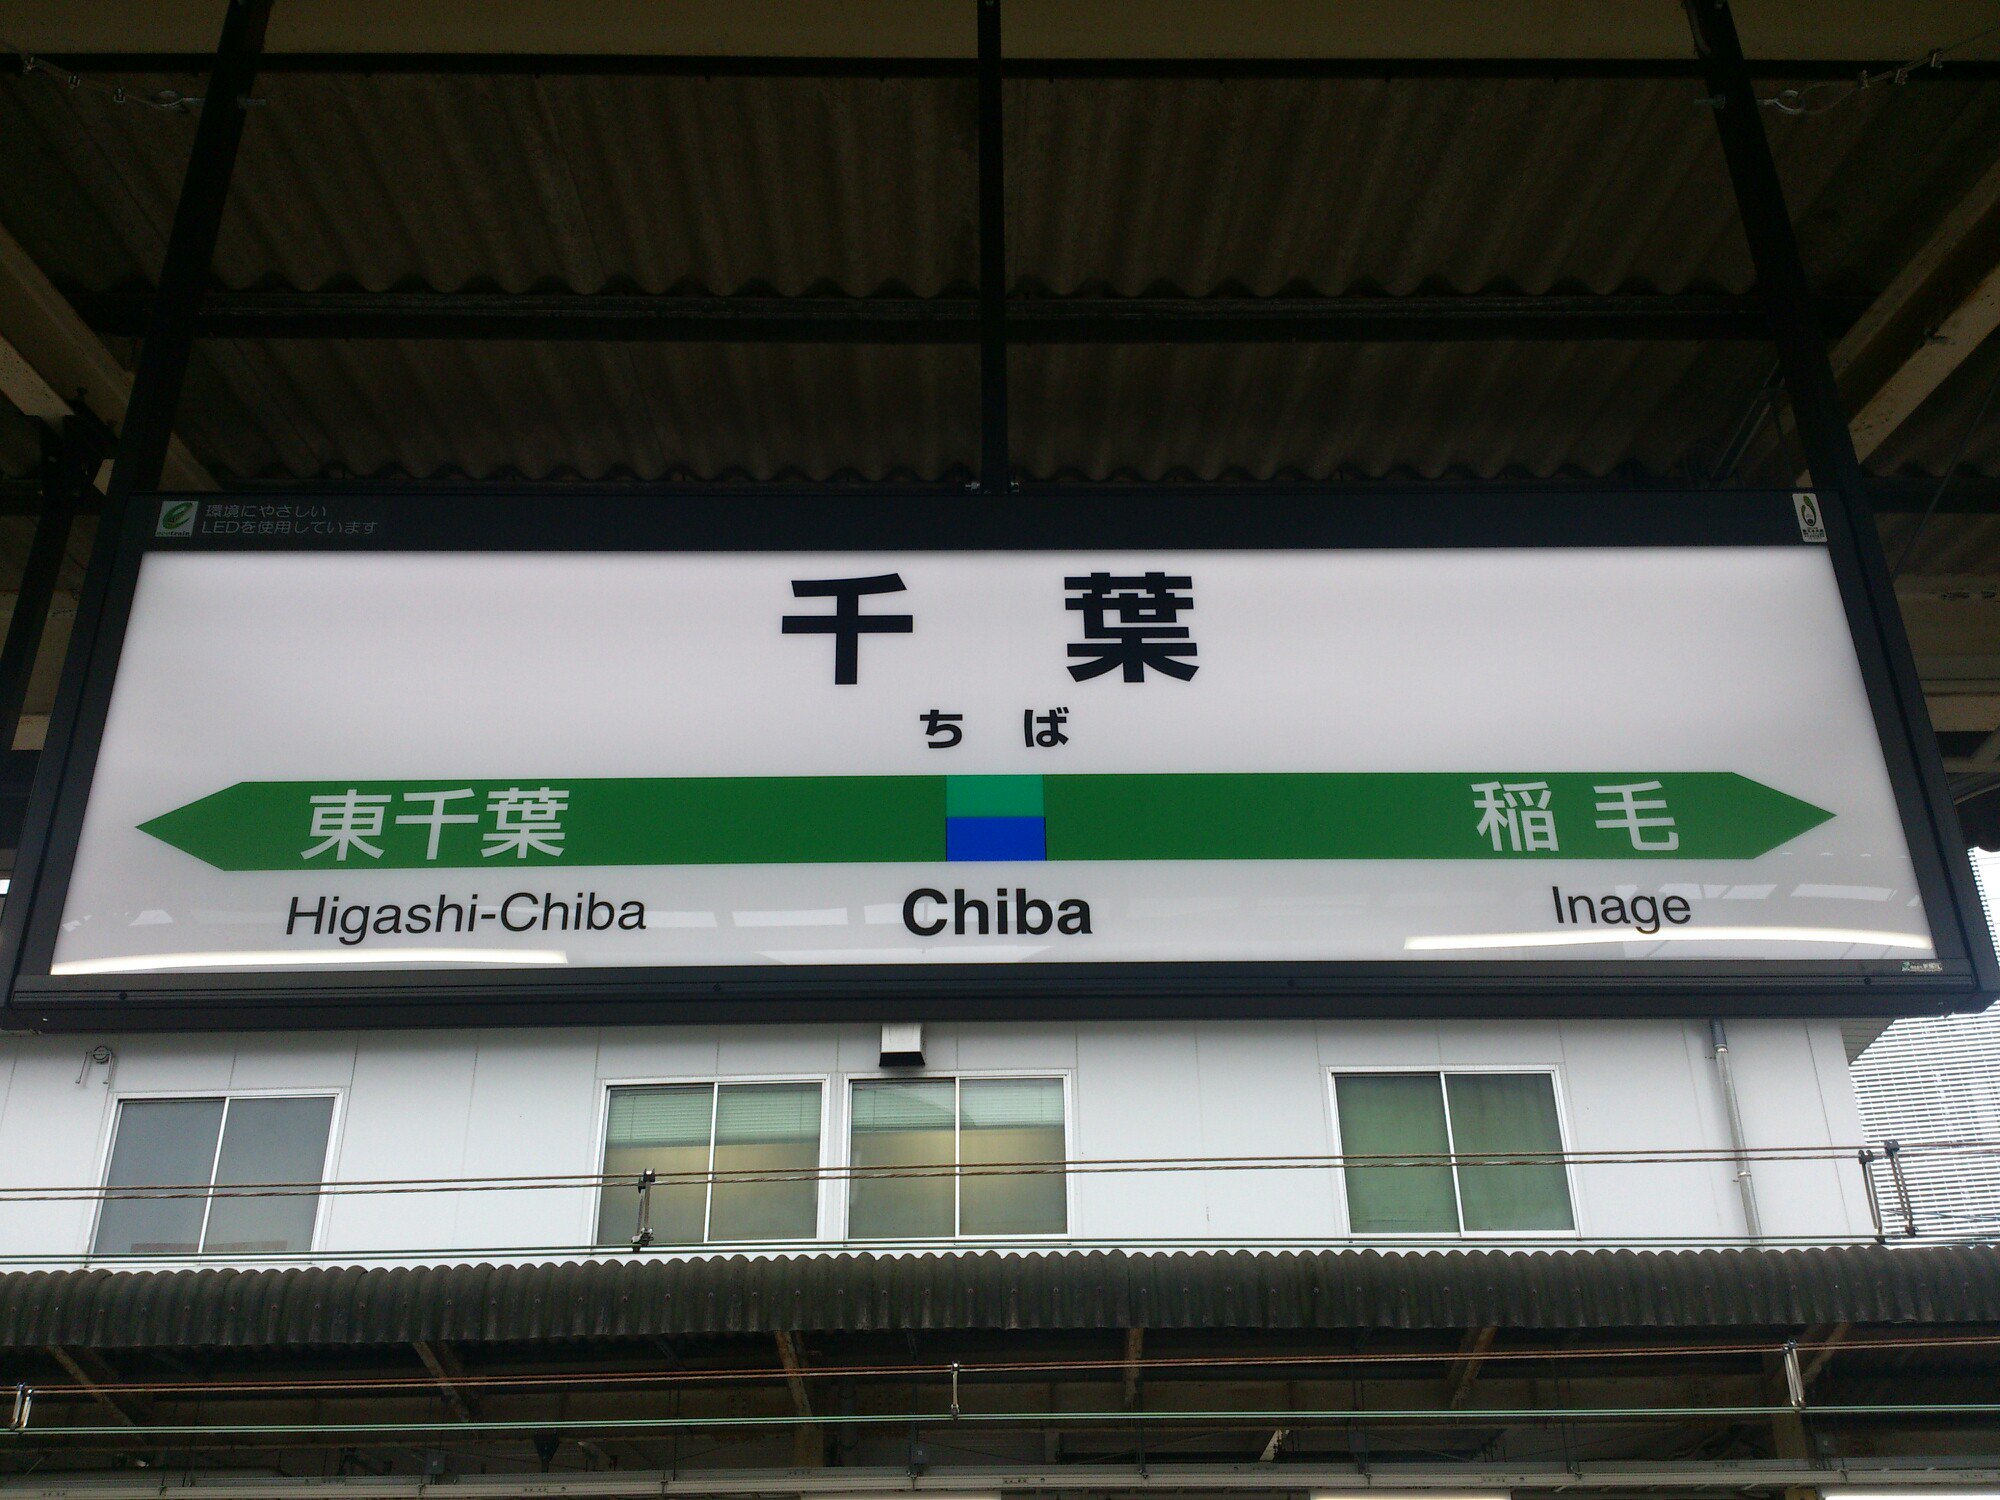 環境にやさしい
LEDを使用しています
千葉
ちば
東千葉
稲毛
Higashi-Chiba
Chiba
Inage